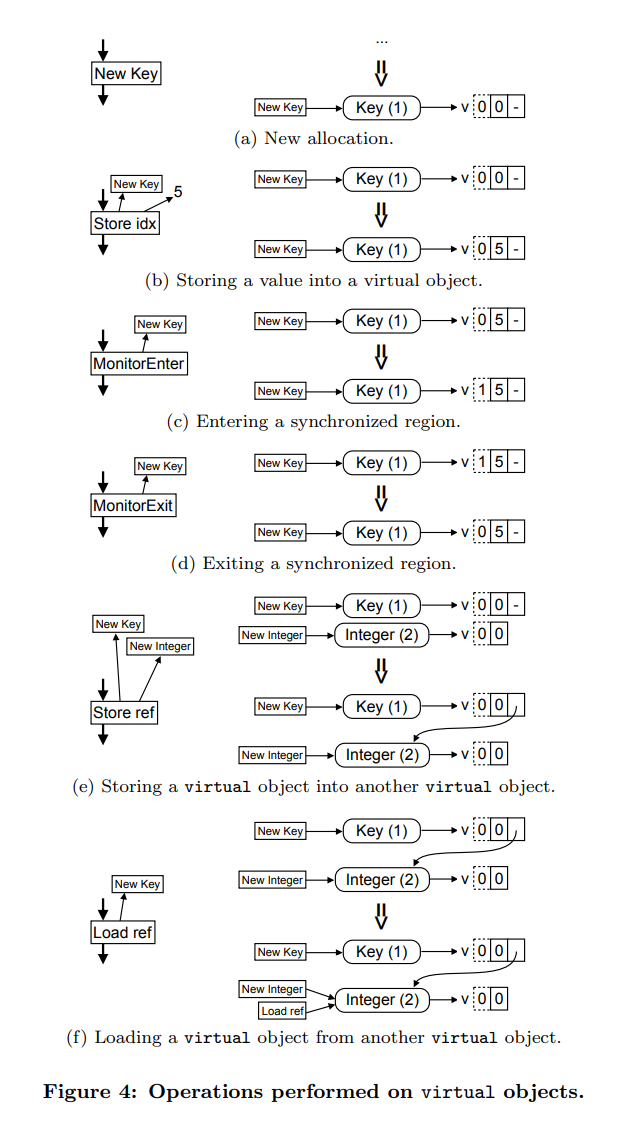 ...
New Key
New Key Key (1) v 0 0 -
(a) New allocation.
New Key 5 New Key Key (1) v 0 0 -
Store idx
New Key Key (1) v 0 5 -
(b) Storing a value into a virtual object.
New Key New Key Key (1) v 0 5 -
MonitorEnter
New Key Key (1) v 1 5 -
(c) Entering a synchronized region.
New Key New Key Key (1) v 1 5 -
MonitorExit
New Key Key (1) v 0 5 -
(d) Exiting a synchronized region.
New Key Key (1) v 0 0 -
New Key
New Integer Integer (2) v 0 0
New Integer
Store ref New Key Key (1) v 0 0
New Integer Integer (2) v 0 0
(e) Storing a virtual object into another virtual object.
New Key Key (1) v 0 0
New Key New Integer Integer (2) v 0 0
Load ref
New Key Key (1) v 0 0
New Integer
Integer (2) v 0 0
Load ref
(f) Loading a virtual object from another virtual object.
Figure 4: Operations performed on virtual objects.